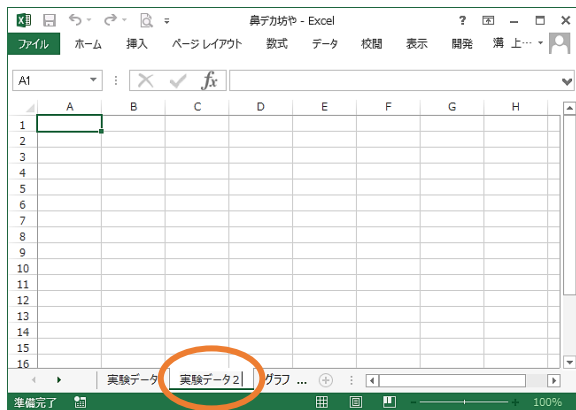 鼻デカ坊や - Excel ?
ファイル ホーム 挿入 ページ レイアウト 数式 データ 校閲 表示 開発 溝 上…
A1 fx
A B C D E F G H
1
2
3
4
5
6
7
8
9
10
11
12
13
14
15
16
実験データ 実験データ2 グラフ ...
準備完了 100%